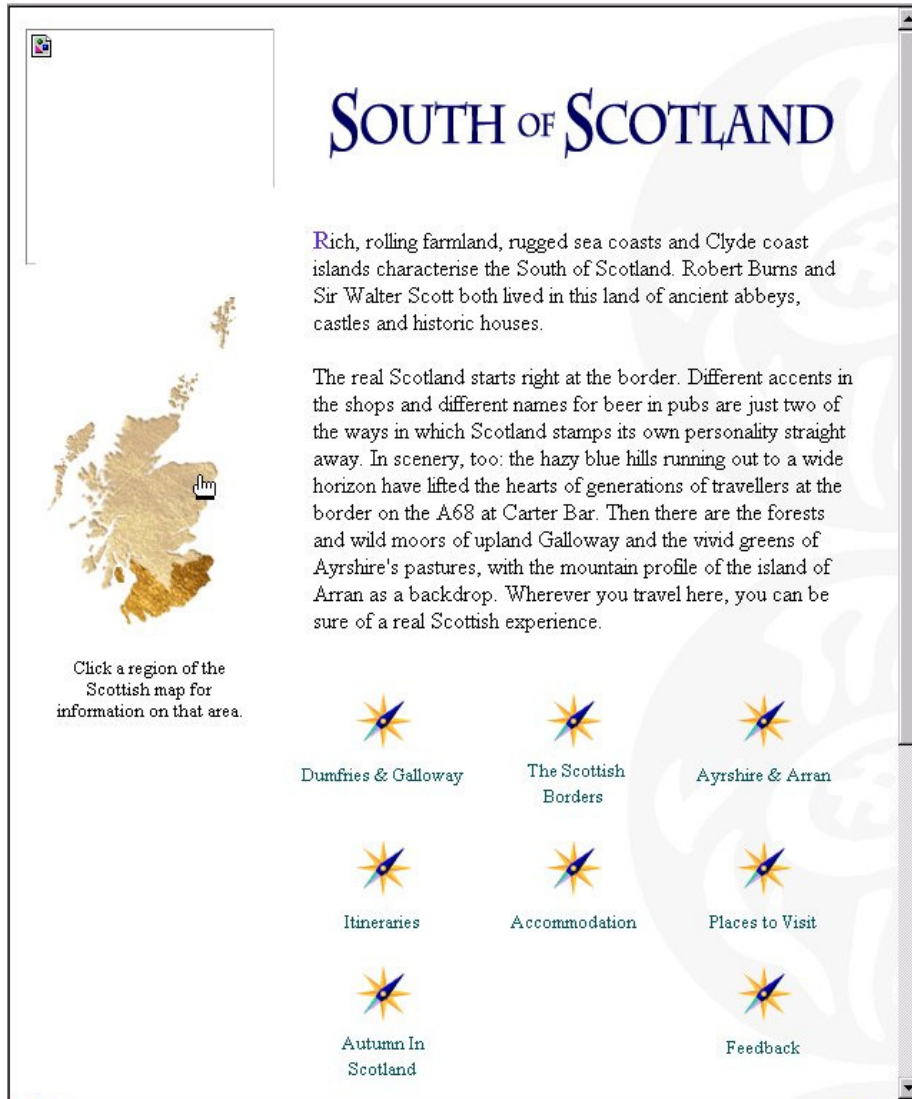 SOUTH OF SCOTLAND
Rich, rolling farmland, rugged sea coasts and Clyde coast
islands characterise the South of Scotland. Robert Burns and
Sir Walter Scott both lived in this land of ancient abbeys,
castles and historic houses.
The real Scotland starts right at the border. Different accents in
the shops and different names for beer in pubs are just two of
the ways in which Scotland stamps its own personality straight
away. In scenery, too: the hazy blue hills running out to a wide
horizon have lifted the hearts of generations of travellers at the
border on the A68 at Carter Bar. Then there are the forests
and wild moors of upland Galloway and the vivid greens of
Ayrshire's pastures, with the mountain profile of the island of
Arran as a backdrop. Wherever you travel here, you can be
sure of a real Scottish experience.
Click a region of the
Scottish map for
information on that area.
Dumfries & Galloway
The Scottish
Borders
Ayrshire & Arran
Itineraries
Accommodation
Places to Visit
Autumn In
Scotland
Feedback